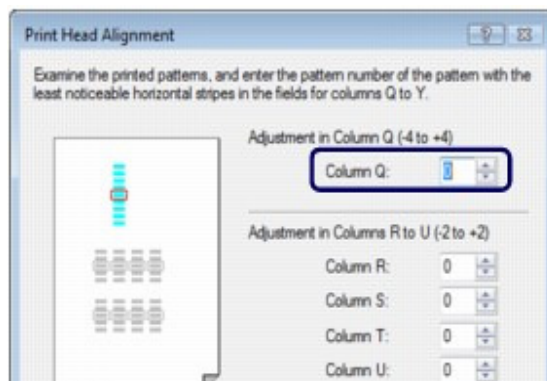 Print Head Alignment
Examine the printed patterns, and enter the pattern number of the pattern with the
least noticeable horizontal stripes in the fields for columns Q to Y.
Adjustment in Column Q (-4 to +4)
Column Q: 0
Adjustment in Columns R to U (-2 to +2)
Column R: 0
Column S: 0
Column T: 0
Column U: 0